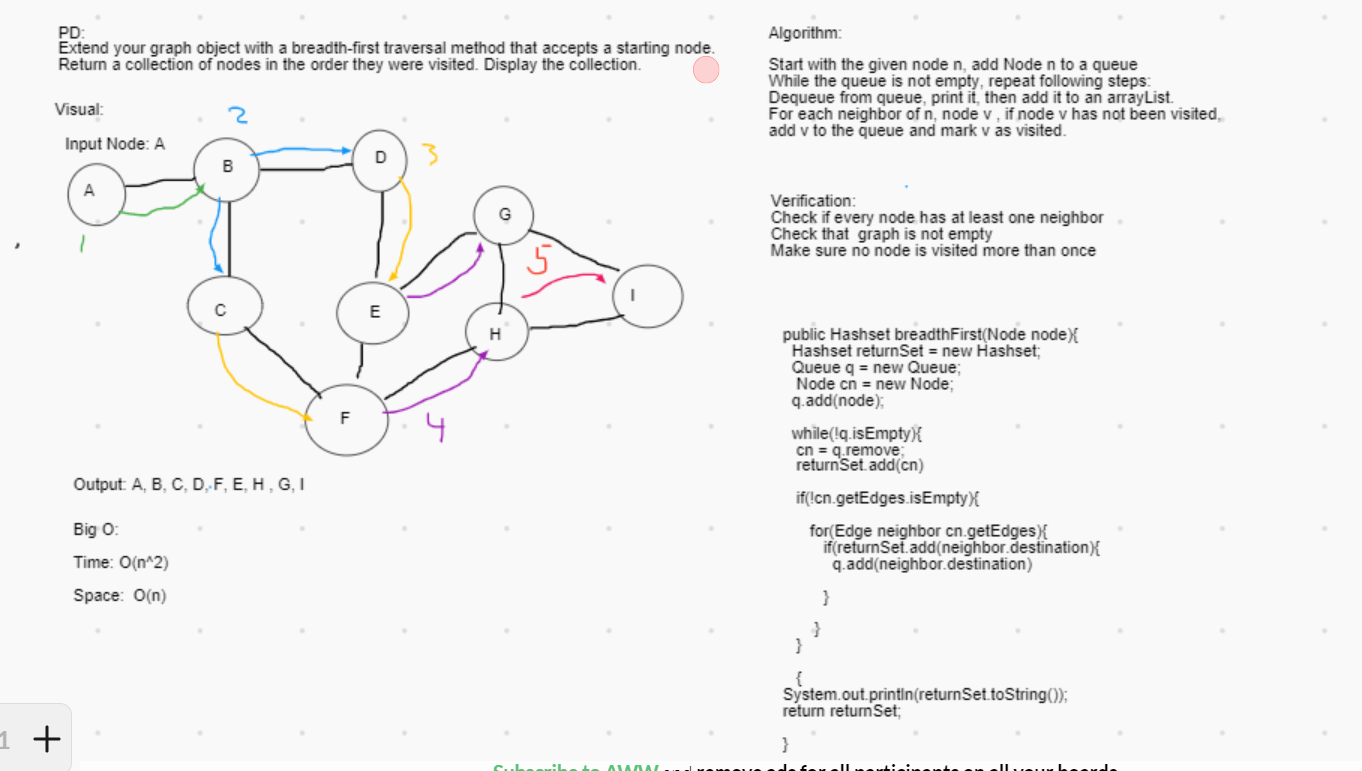 PD:
Extend your graph object with a breadth-first traversal method that accepts a starting node.
Return a collection of nodes in the order they were visited. Display the collection.
Visual:
2
Input Node: A
A
B
D
3
1
G
5
C
E
H
I
F
4
Output: A, B, C, D, F, E, H , G, I
Big O:
Time: O(n^2)
Space: O(n)
Algorithm:
Start with the given node n, add Node n to a queue
While the queue is not empty, repeat following steps:
Dequeue from queue, print it, then add it to an arrayList.
For each neighbor of n, node v , if node v has not been visited,
add v to the queue and mark v as visited.
Verification:
Check if every node has at least one neighbor
Check that graph is not empty
Make sure no node is visited more than once
public Hashset breadthFirst(Node node){
Hashset returnSet = new Hashset;
Queue q = new Queue;
Node cn = new Node;
q.add(node);
while(!q.isEmpty){
cn = q.remove;
returnSet.add(cn)
if(!cn.getEdges.isEmpty){
for(Edge neighbor cn.getEdges){
if(returnSet.add(neighbor.destination){
q.add(neighbor.destination)
}
}
}
{
System.out.println(returnSet.toString());
return returnSet;
}
1 +
Subscribe to AWW and remove ads for all participants on all your boards